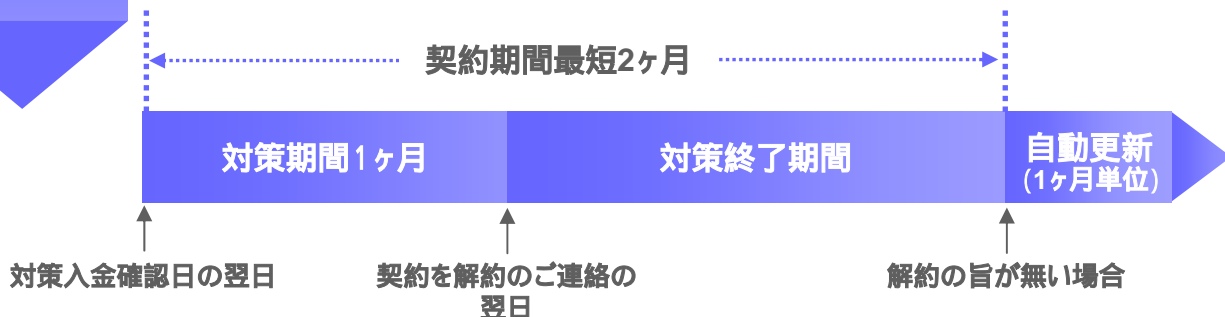 契約期間最短2ヶ月
対策期間1ヶ月
対策終了期間
自動更新
(1ヶ月単位)
対策入金確認日の翌日
契約を解約のご連絡の
翌日
解約の旨が無い場合